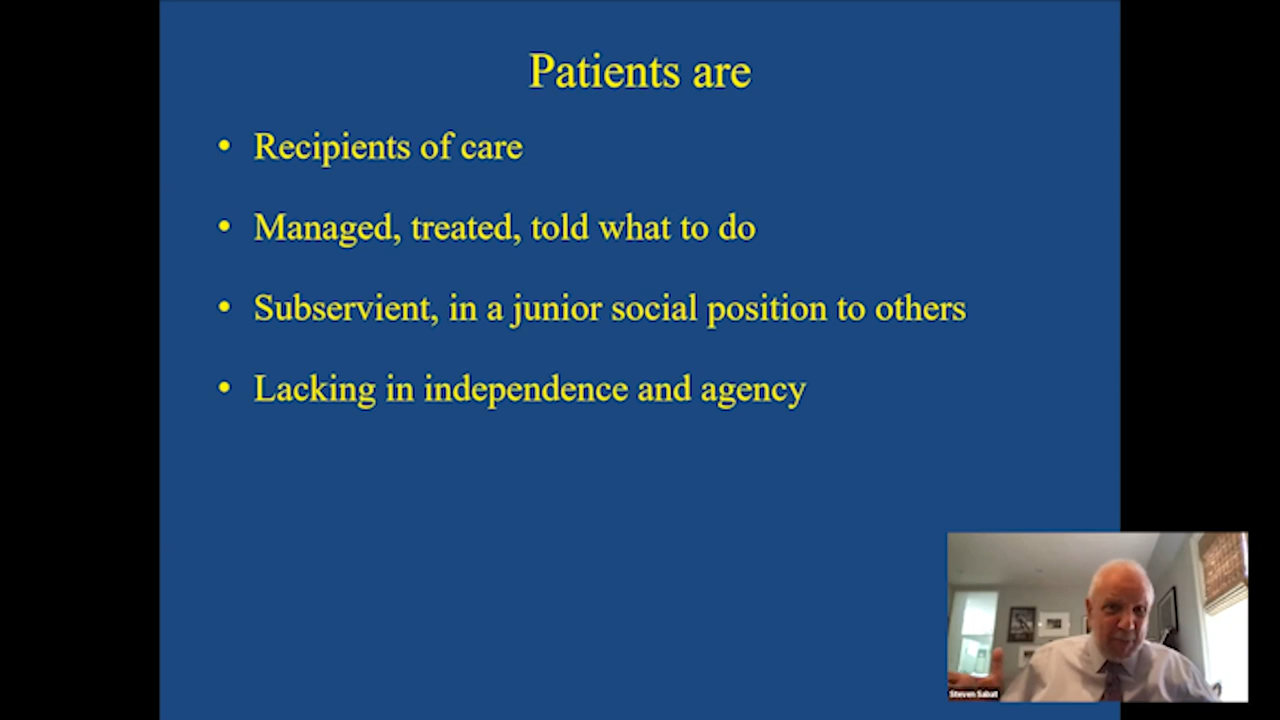 Patients are
• Recipients of care
• Managed, treated, told what to do
• Subservient, in a junior social position to others
• Lacking in independence and agency
Steven Sabat